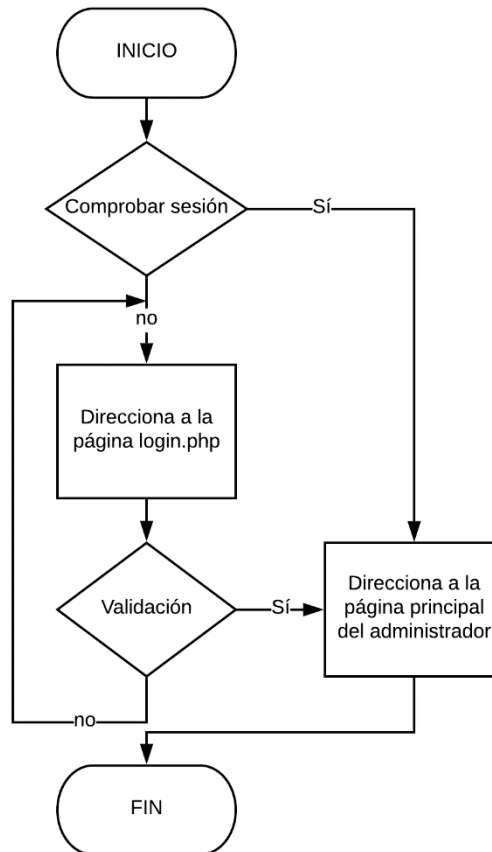 INICIO
Comprobar sesión
Sí
no
Direcciona a la
página login.php
Validación
Sí
Direcciona a la
página principal
del administrador
no
FIN